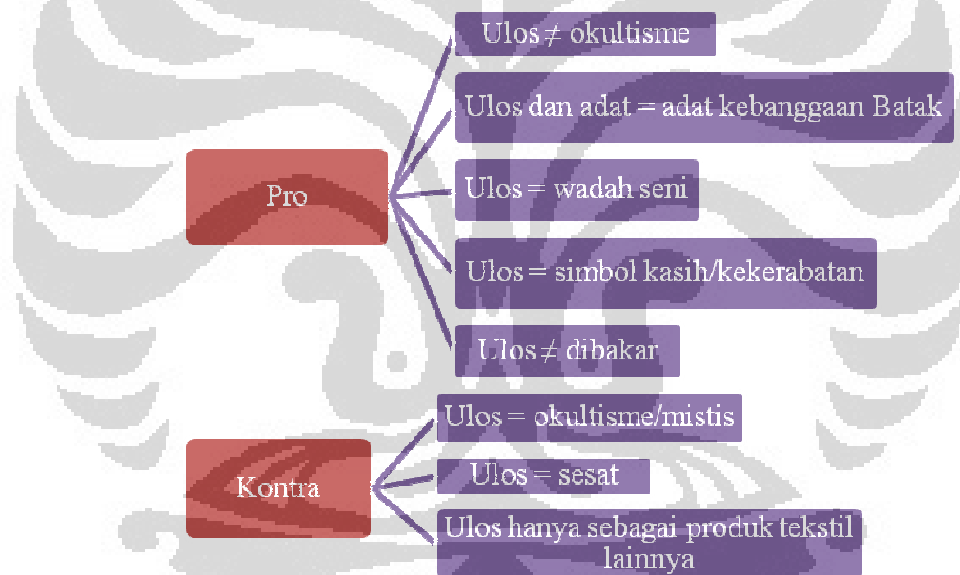 Pro
Ulos ≠ okultisme
Ulos dan adat = adat kebanggaan Batak
Ulos = wadah seni
Ulos = simbol kasih/kekerabatan
Ulos ≠ dibakar
Kontra
Ulos = okultisme/mistis
Ulos = sesat
Ulos hanya sebagai produk tekstil
lainnya